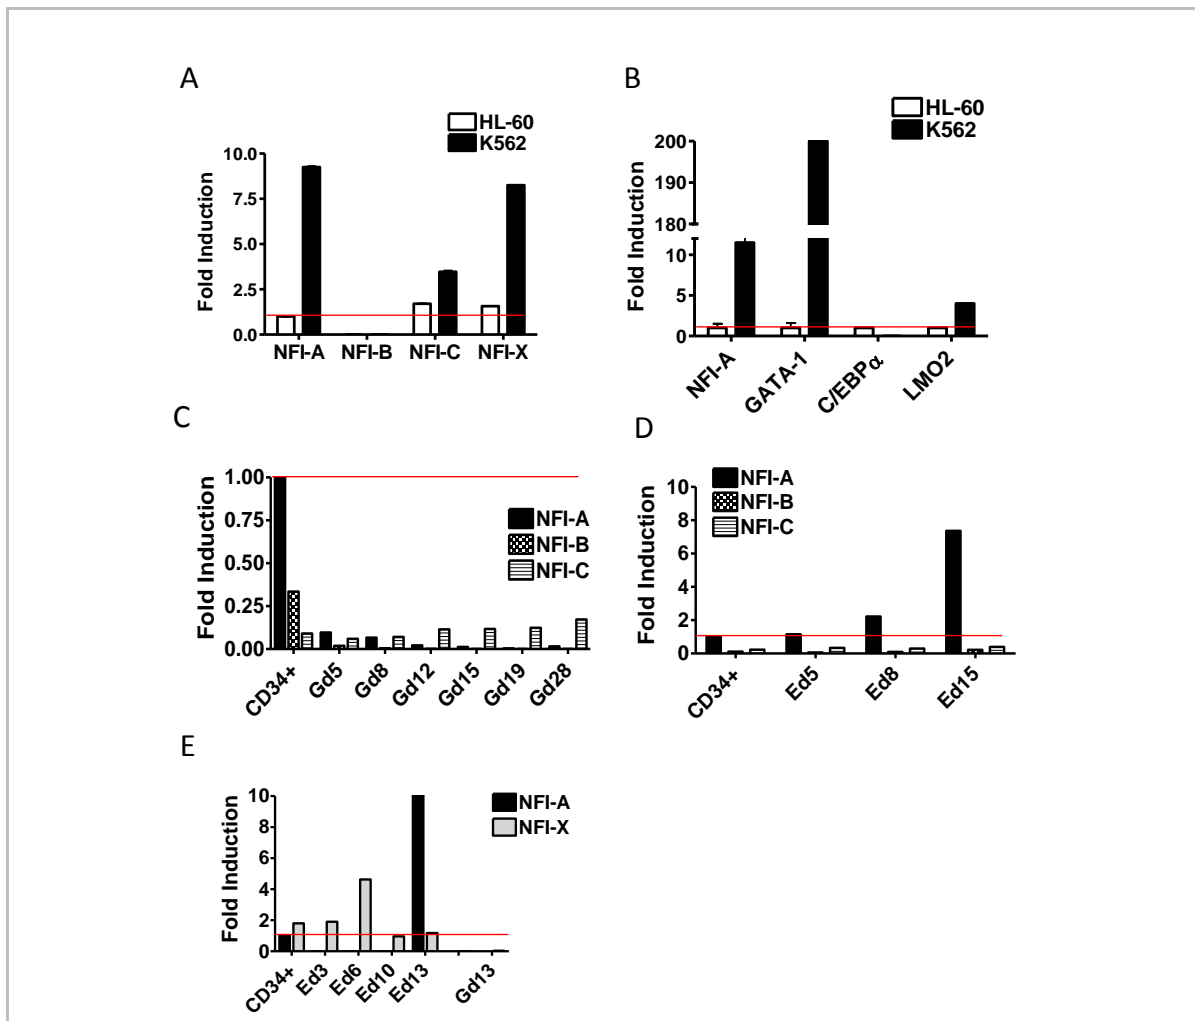 A
HL-60
K562
Fold Induction
10.0
7.5
5.0
2.5
0.0
NFI-A NFI-B NFI-C NFI-X
B
HL-60
K562
Fold Induction
200
190
180
10
5
0
NFI-A GATA-1 C/EBPα LMO2
C
Fold Induction
1.00
0.75
0.50
0.25
0.00
NFI-A
NFI-B
NFI-C
CD34+ Gd5 Gd8 Gd12 Gd15 Gd19 Gd28
D
NFI-A
NFI-B
NFI-C
Fold Induction
10
8
6
4
2
0
CD34+ Ed5 Ed8 Ed15
E
Fold Induction
10
8
6
4
2
0
NFI-A
NFI-X
CD34+ Ed3 Ed6 Ed10 Ed13 Gd13